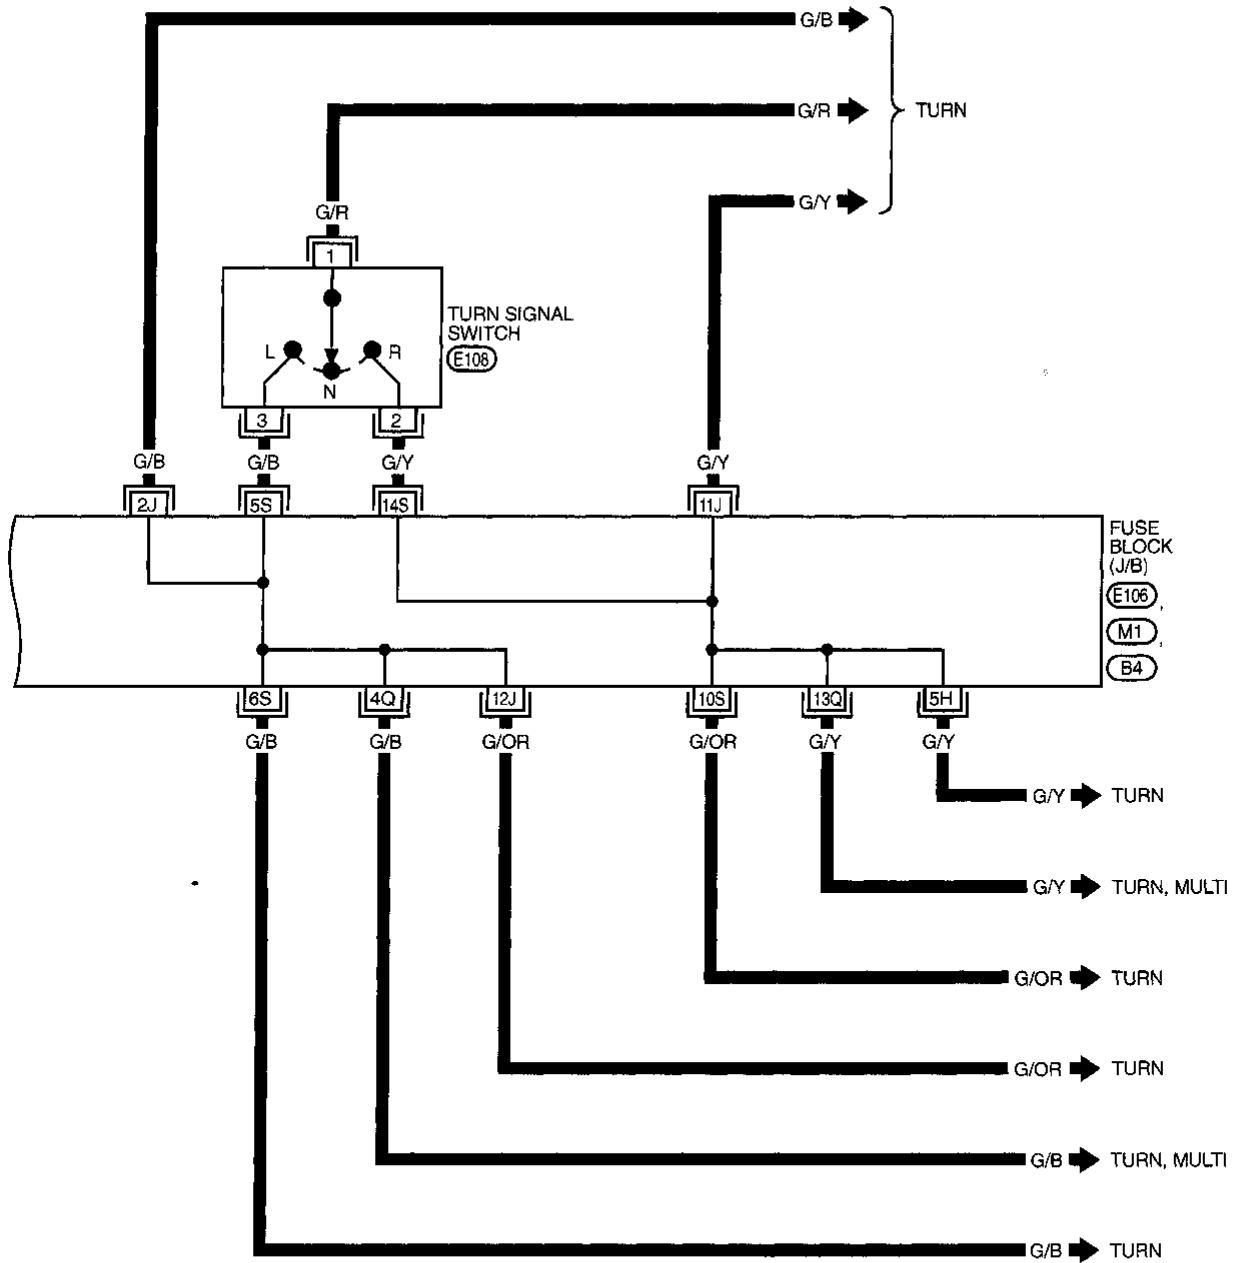 G/B
G/R
TURN
G/Y
G/R
1
TURN SIGNAL
SWITCH
E108
L
R
N
3
2
G/B
G/B
G/Y
G/Y
2J
5S
14S
11J
FUSE
BLOCK
(J/B)
E106,
M1,
B4
6S
4Q
12J
10S
13Q
5H
G/B
G/B
G/OR
G/OR
G/Y
G/Y
G/Y TURN
G/Y TURN, MULTI
G/OR TURN
G/OR TURN
G/B TURN, MULTI
G/B TURN